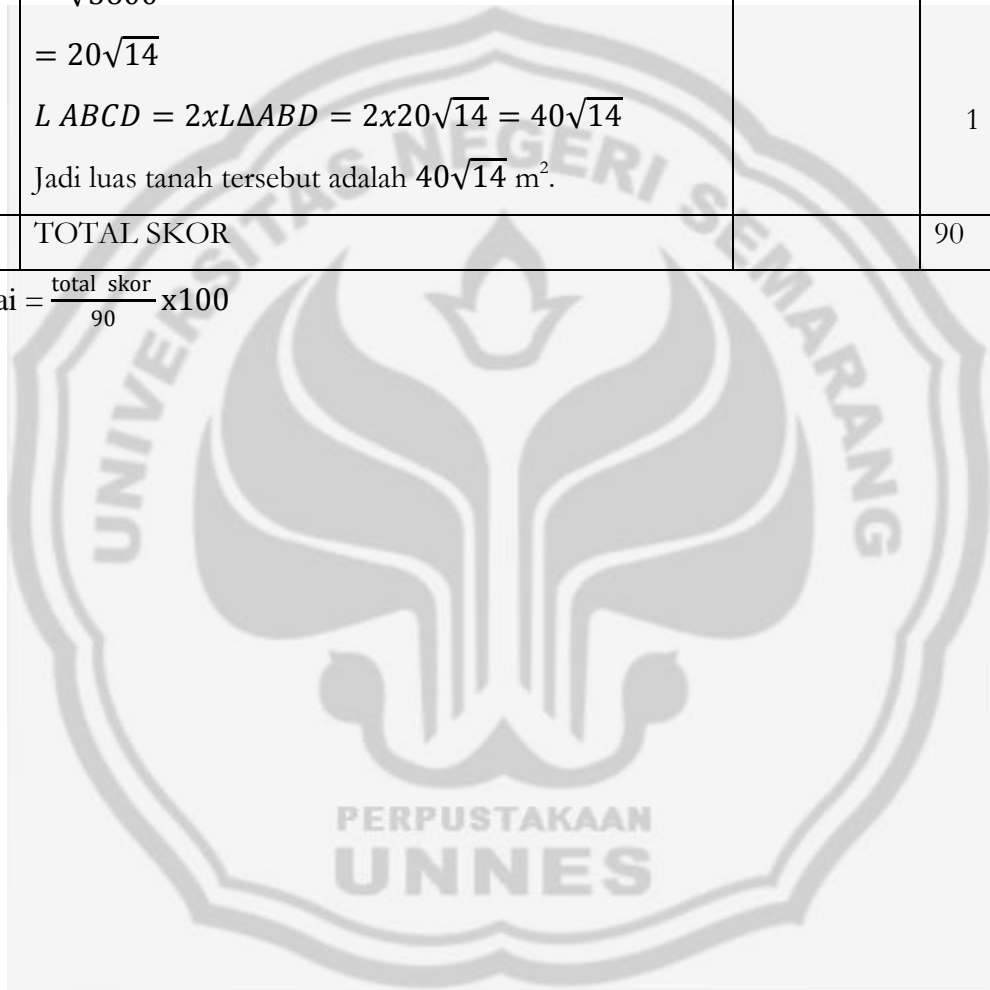 = 20√14
L ABCD = 2xLΔABD = 2x20√14 = 40√14
1
Jadi luas tanah tersebut adalah 40√14 m².
TOTAL SKOR
90
= total skor/90 x100
UNIVERSITAS NEGERI SEMARANG
PERPUSTAKAAN
UNNES